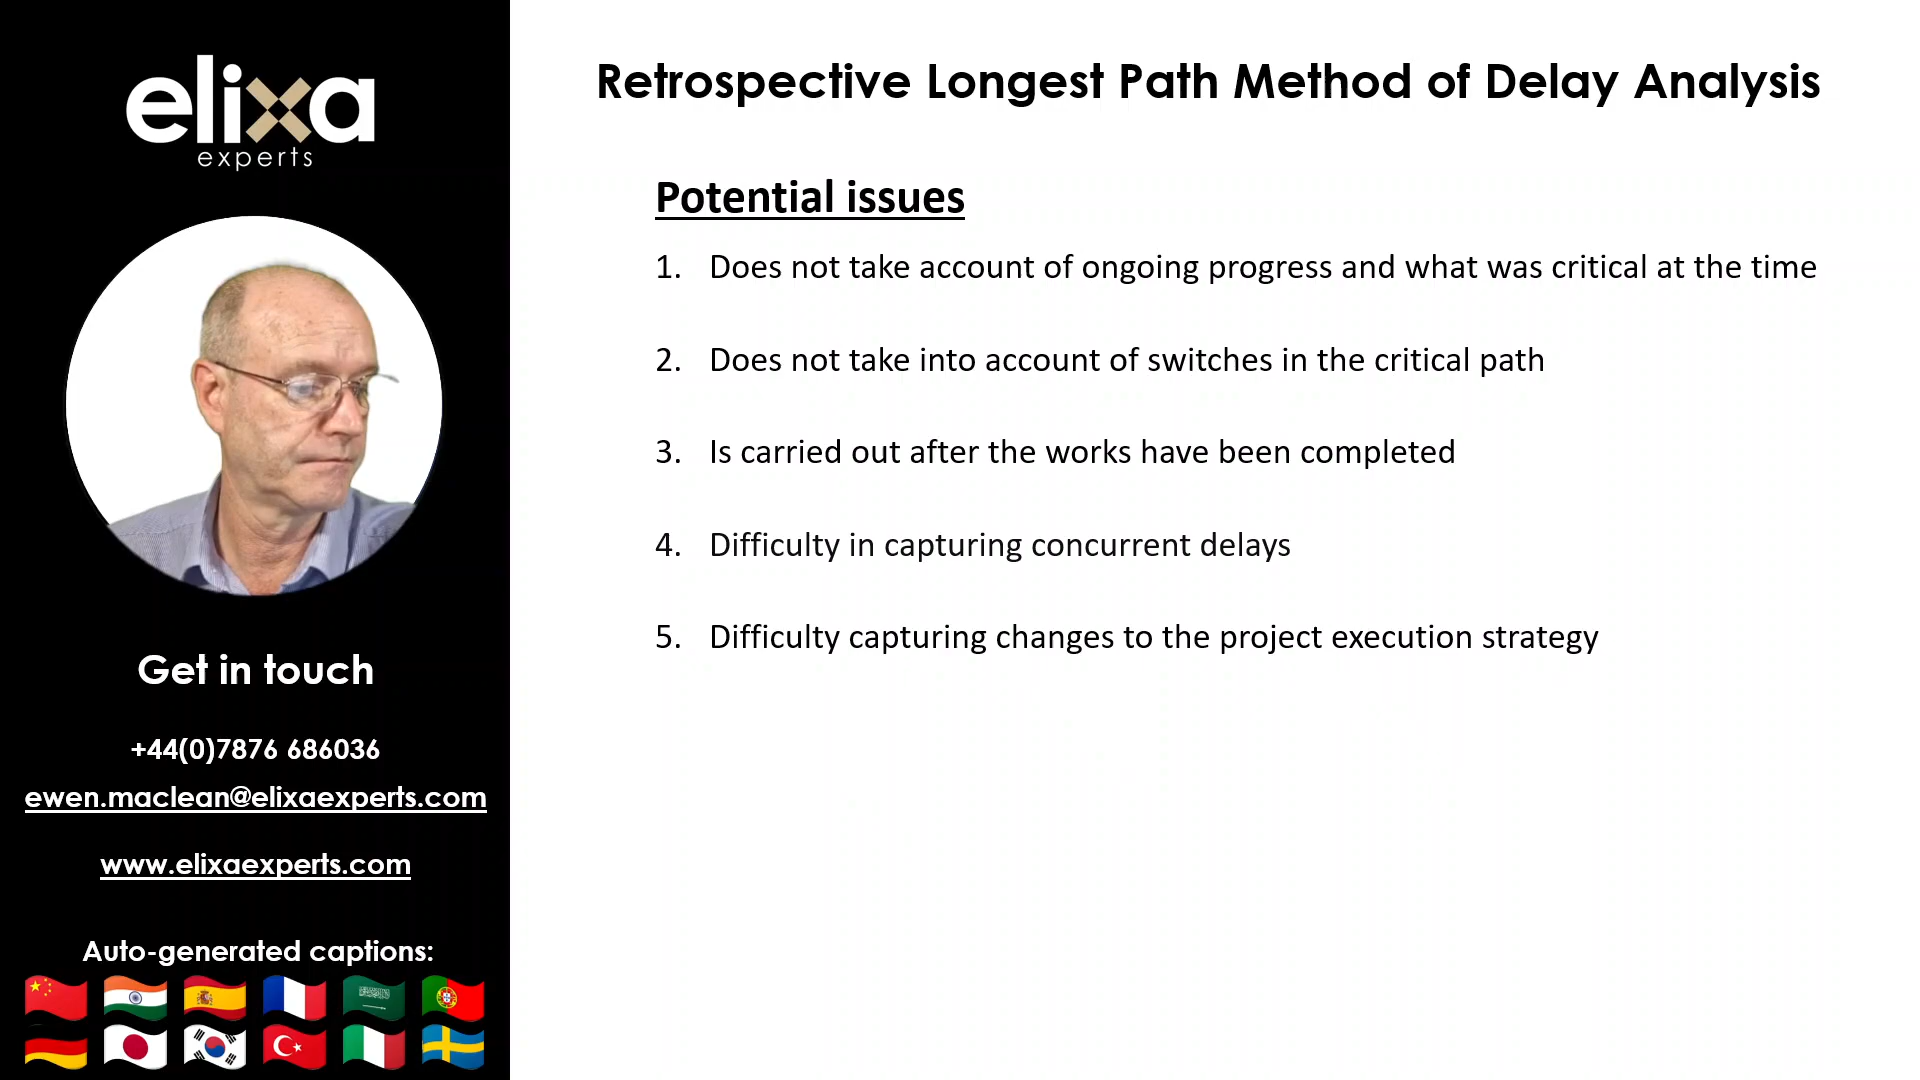 elixa
experts
Get in touch
+44(0)7876 686036
ewen.maclean@elixaexperts.com
www.elixaexperts.com
Auto-generated captions:
Retrospective Longest Path Method of Delay Analysis
Potential issues
1. Does not take account of ongoing progress and what was critical at the time
2. Does not take into account of switches in the critical path
3. Is carried out after the works have been completed
4. Difficulty in capturing concurrent delays
5. Difficulty capturing changes to the project execution strategy